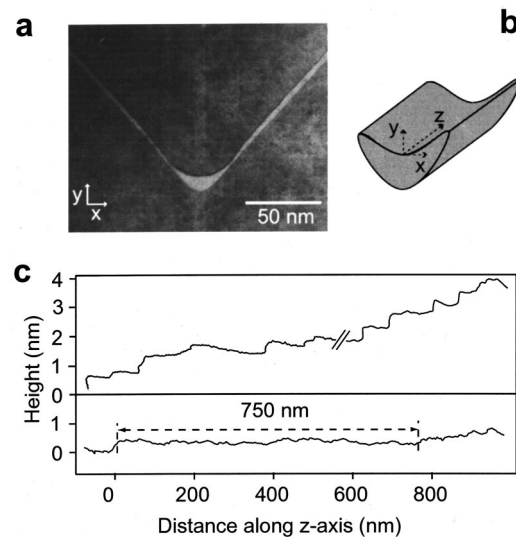 a
b
y
x
50 nm
y
z
x
c
4
3
2
1
0
1
0
Height (nm)
750 nm
0 200 400 600 800
Distance along z-axis (nm)